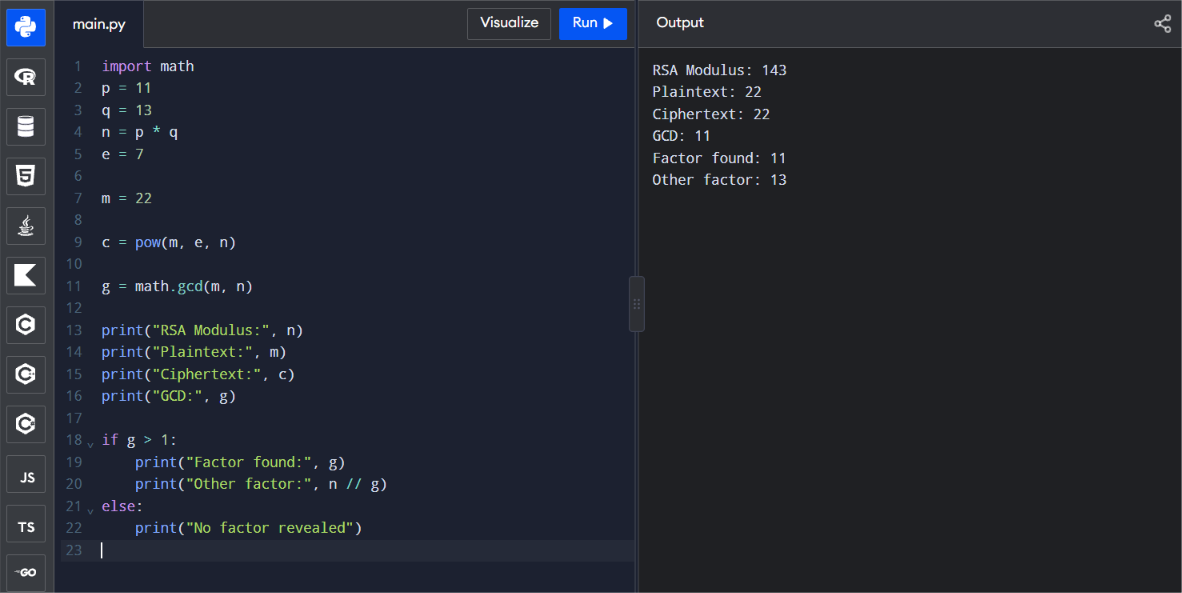 main.py
Visualize
Run
Output
1 import math
2 p = 11
3 q = 13
4 n = p * q
5 e = 7
6
7 m = 22
8
9 c = pow(m, e, n)
10
11 g = math.gcd(m, n)
12
13 print("RSA Modulus:", n)
14 print("Plaintext:", m)
15 print("Ciphertext:", c)
16 print("GCD:", g)
17
18 if g > 1:
19     print("Factor found:", g)
20     print("Other factor:", n // g)
21 else:
22     print("No factor revealed")
23
RSA Modulus: 143
Plaintext: 22
Ciphertext: 22
GCD: 11
Factor found: 11
Other factor: 13
R
5
C
C
C
JS
TS
GO